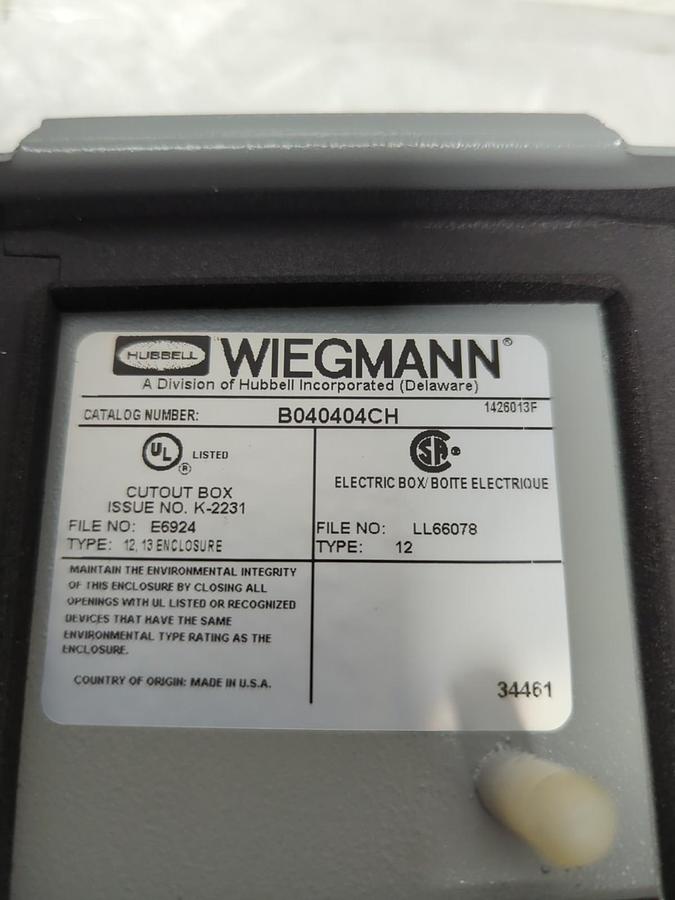 HUBBELL WIEGMANN®
A Division of Hubbell Incorporated (Delaware)
CATALOG NUMBER: B040404CH 1426013F
UL ® LISTED
CUTOUT BOX
ISSUE NO. K-2231
FILE NO: E6924
TYPE: 12, 13 ENCLOSURE
SA ®
ELECTRIC BOX/ BOITE ELECTRIQUE
FILE NO: LL66078
TYPE: 12
MAINTAIN THE ENVIRONMENTAL INTEGRITY
OF THIS ENCLOSURE BY CLOSING ALL
OPENINGS WITH UL LISTED OR RECOGNIZED
DEVICES THAT HAVE THE SAME
ENVIRONMENTAL TYPE RATING AS THE
ENCLOSURE.
COUNTRY OF ORIGIN: MADE IN U.S.A.
34461